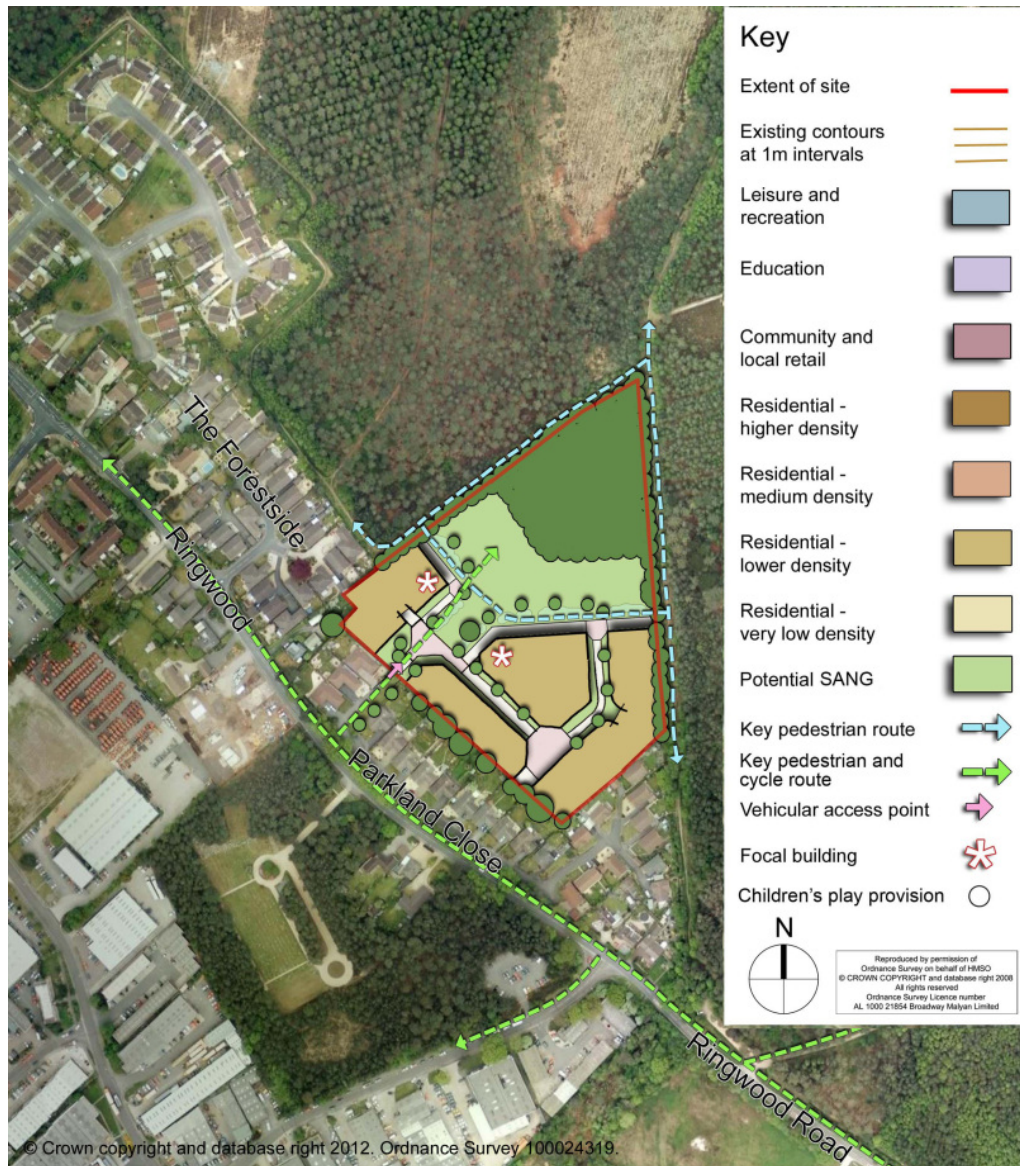 Key
Extent of site
Existing contours
at 1m intervals
Leisure and
recreation
Education
Community and
local retail
Residential -
higher density
Residential -
medium density
Residential -
lower density
Residential -
very low density
Potential SANG
Key pedestrian route
Key pedestrian and
cycle route
Vehicular access point
Focal building
Children's play provision
N
Reproduced by permission of
Ordnance Survey on behalf of HMSO
© CROWN COPYRIGHT and database right 2008
All rights reserved
Ordnance Survey Licence number
AL 1000 21854 Broadway Malyan Limited
The Forestside
Ringwood
Parkland Close
Ringwood Road
© Crown copyright and database right 2012. Ordnance Survey 100024319.